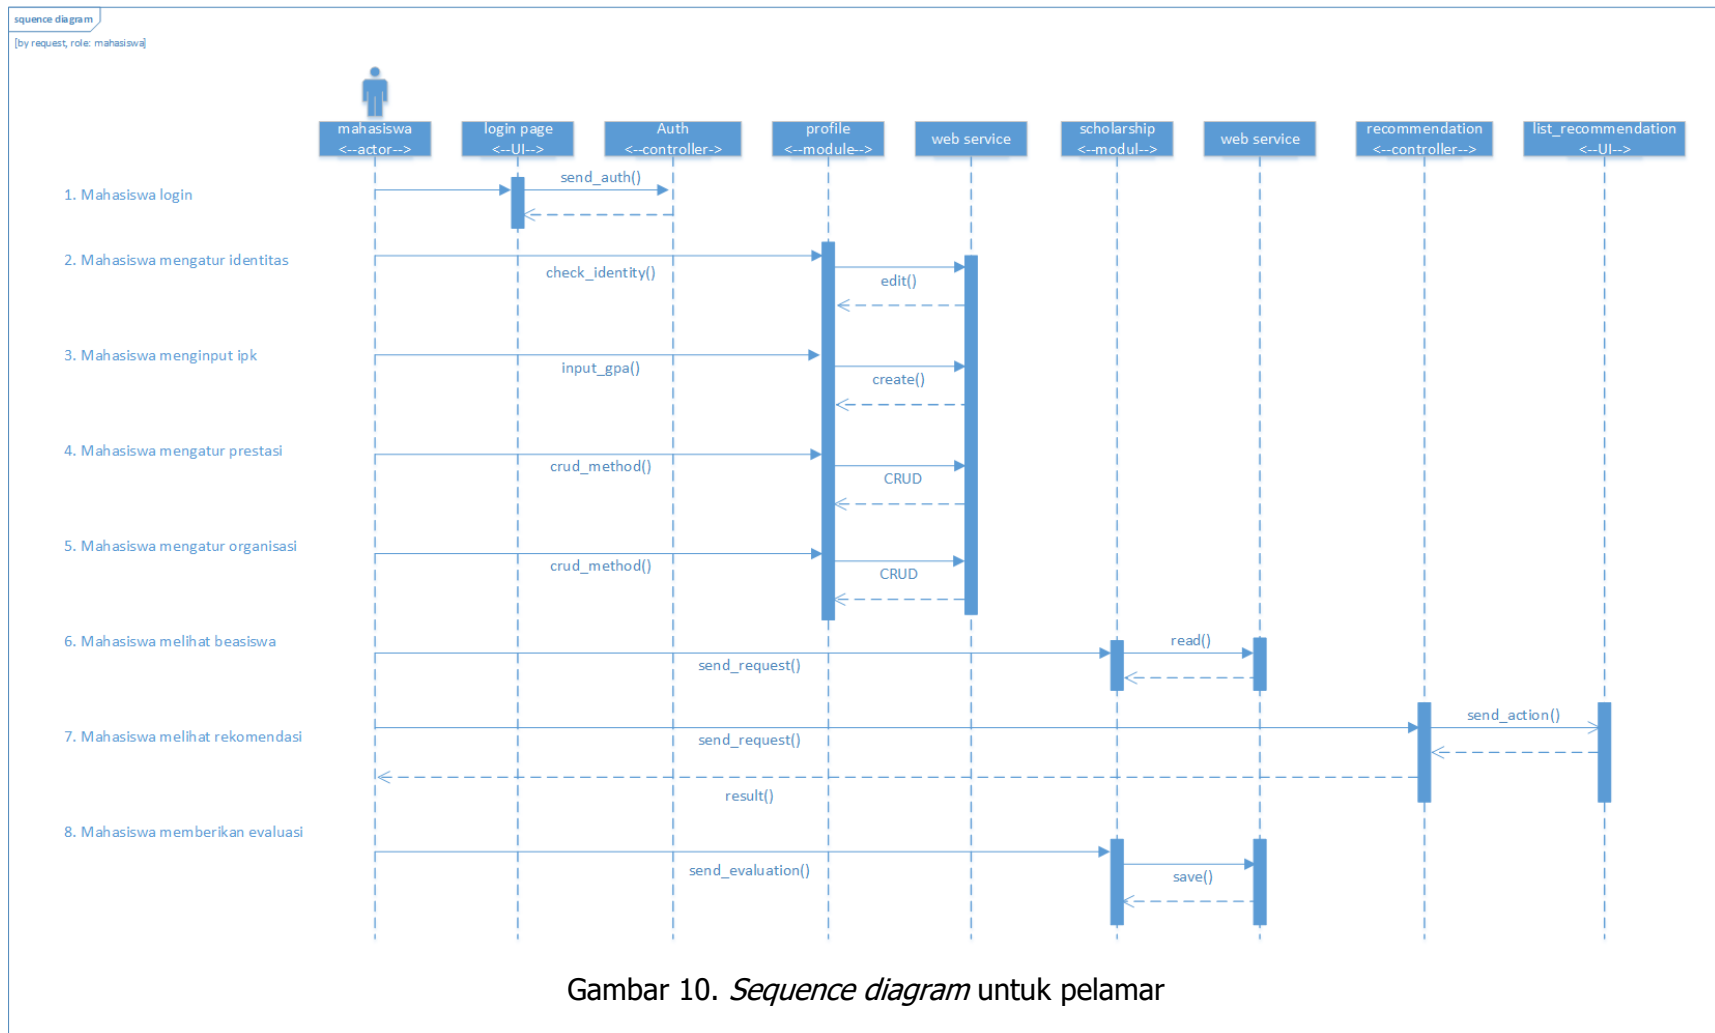 squence diagram
[by request, role: mahasiswa]
mahasiswa
<--actor-->
login page
<--UI-->
Auth
<--controller->
profile
<--module-->
web service
scholarship
<--modul-->
web service
recommendation
<--controller-->
list_recommendation
<--UI-->
1. Mahasiswa login
send_auth()
2. Mahasiswa mengatur identitas
check_identity()
edit()
3. Mahasiswa menginput ipk
input_gpa()
create()
4. Mahasiswa mengatur prestasi
crud_method()
CRUD
5. Mahasiswa mengatur organisasi
crud_method()
CRUD
6. Mahasiswa melihat beasiswa
send_request()
read()
7. Mahasiswa melihat rekomendasi
send_request()
send_action()
result()
8. Mahasiswa memberikan evaluasi
send_evaluation()
save()
Gambar 10. Sequence diagram untuk pelamar